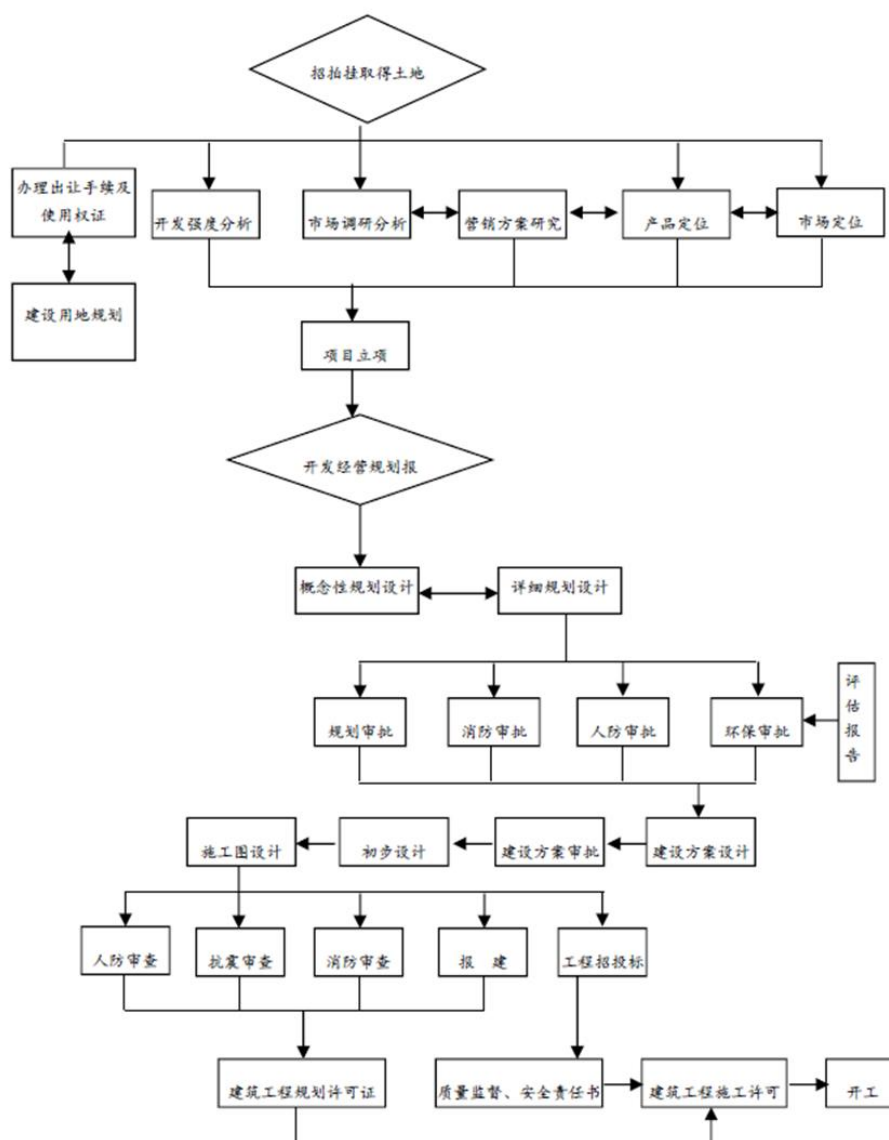 招拍挂取得土地
办理出让手续及
使用权证
开发强度分析
市场调研分析
营销方案研究
产品定位
市场定位
建设用地规划
项目立项
开发经营规划报
概念性规划设计
详细规划设计
规划审批
消防审批
人防审批
环保审批
评
估
报
告
施工图设计
初步设计
建设方案审批
建设方案设计
人防审查
抗震审查
消防审查
报 建
工程招投标
建筑工程规划许可证
质量监督、安全责任书
建筑工程施工许可
开工